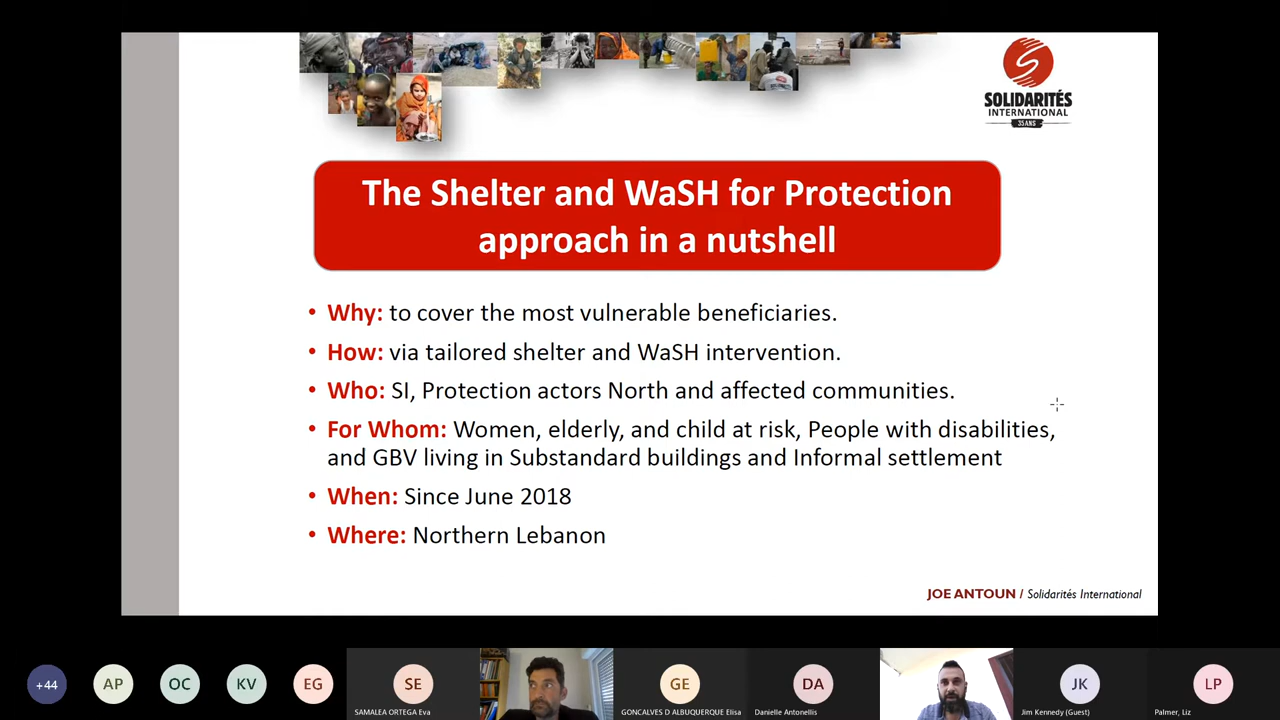 SOLIDARITÉS
INTERNATIONAL
35 ANS
The Shelter and WaSH for Protection
approach in a nutshell
• Why: to cover the most vulnerable beneficiaries.
• How: via tailored shelter and WaSH intervention.
• Who: SI, Protection actors North and affected communities.
• For Whom: Women, elderly, and child at risk, People with disabilities,
and GBV living in Substandard buildings and Informal settlement
• When: Since June 2018
• Where: Northern Lebanon
JOE ANTOUN / Solidarités International
+44 AP OC KV EG SE GE DA JK LP
SAMALEA ORTEGA Eva GONCALVES D ALBUQUERQUE Elisa Danielle Antonellis Jim Kennedy (Guest) Palmer, Liz